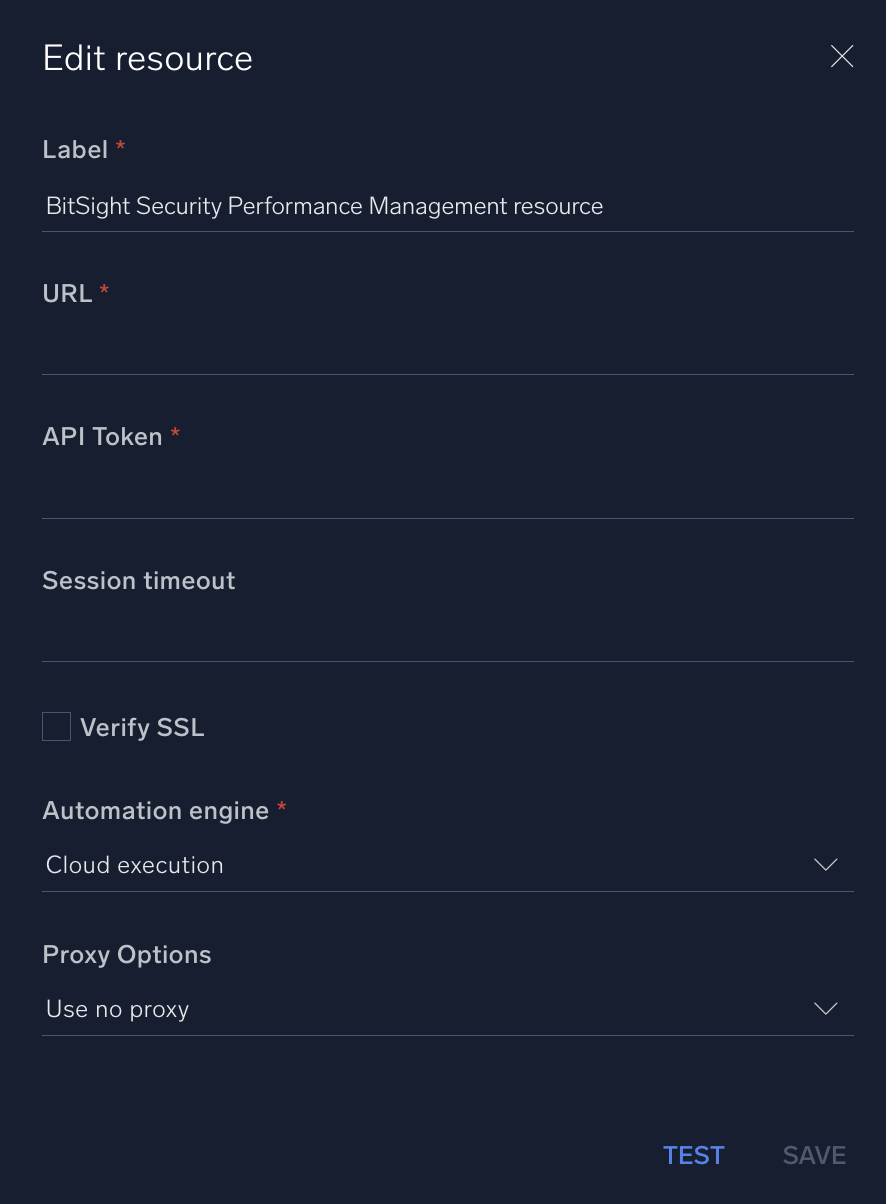 Edit resource
Label *
BitSight Security Performance Management resource
URL *
API Token *
Session timeout
Verify SSL
Automation engine *
Cloud execution
Proxy Options
Use no proxy
TEST SAVE